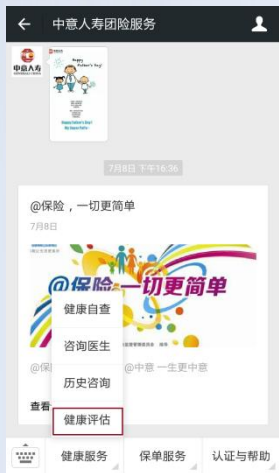 中意人寿团险服务
中意人寿
Happy
Father's Day!
7月8日 下午16:36
@保险，一切更简单
7月8日
@保险 一切更简单
健康自查
咨询医生
@保
@中意 一生更中意
历史咨询
查看
健康评估
健康服务
保单服务
认证与帮助